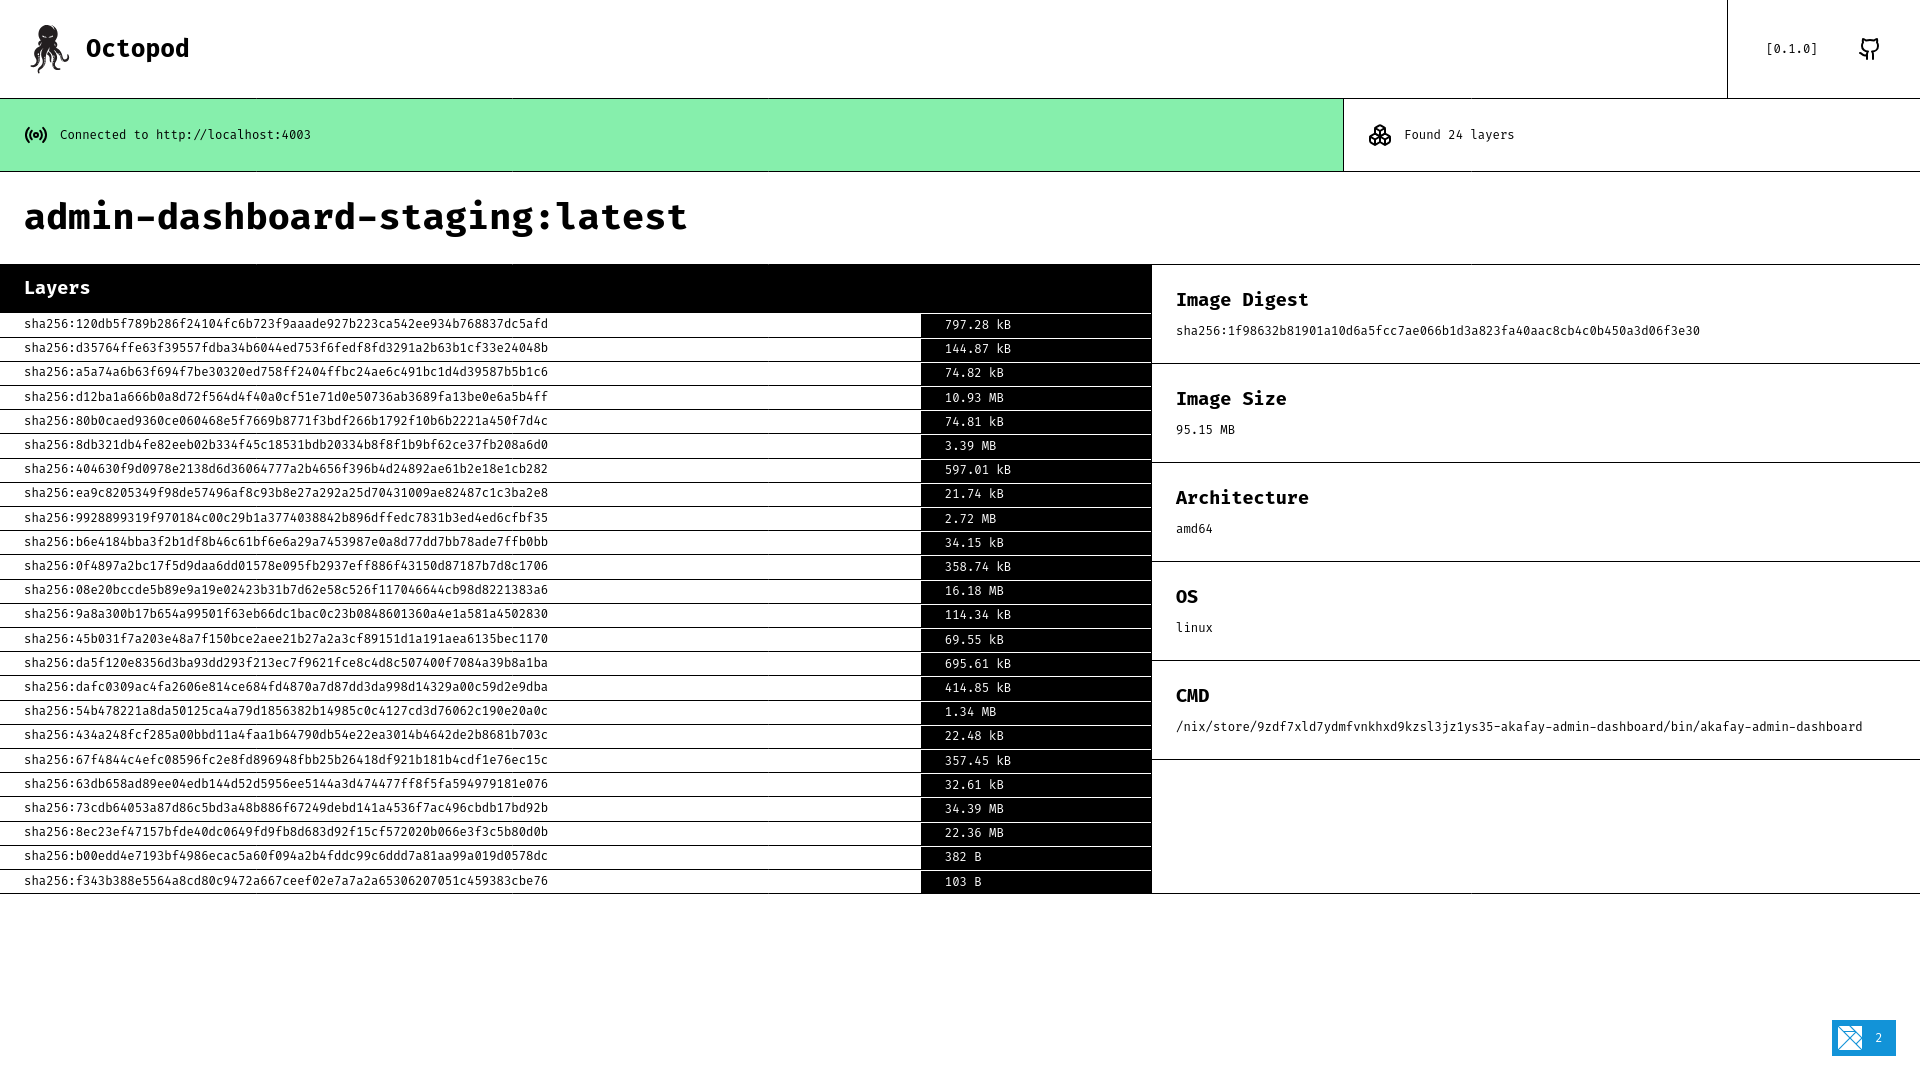 Octopod
[0.1.0]
Connected to http://localhost:4003
Found 24 layers
admin-dashboard-staging:latest
Layers
sha256:120db5f789b286f24104fc6b723f9aaade927b223ca542ee934b768837dc5afd 797.28 kB
sha256:d35764ffe63f39557fdba34b6044ed753f6fedf8fd3291a2b63b1cf33e24048b 144.87 kB
sha256:a5a74a6b63f694f7be30320ed758ff2404ffbc24ae6c491bc1d4d39587b5b1c6 74.82 kB
sha256:d12ba1a666b0a8d72f564d4f40a0cf51e71d0e50736ab3689fa13be0e6a5b4ff 10.93 MB
sha256:80b0caed9360ce060468e5f7669b8771f3bdf266b1792f10b6b2221a450f7d4c 74.81 kB
sha256:8db321db4fe82eeb02b334f45c18531bdb20334b8f8f1b9bf62ce37fb208a6d0 3.39 MB
sha256:404630f9d0978e2138d6d36064777a2b4656f396b4d24892ae61b2e18e1cb282 597.01 kB
sha256:ea9c8205349f98de57496af8c93b8e27a292a25d70431009ae82487c1c3ba2e8 21.74 kB
sha256:9928899319f970184c00c29b1a3774038842b896dffedc7831b3ed4ed6cfbf35 2.72 MB
sha256:b6e4184bba3f2b1df8b46c61bf6e6a29a7453987e0a8d77dd7bb78ade7ffb0bb 34.15 kB
sha256:0f4897a2bc17f5d9daa6dd01578e095fb2937eff886f43150d87187b7d8c1706 358.74 kB
sha256:08e20bccde5b89e9a19e02423b31b7d62e58c526f117046644cb98d8221383a6 16.18 MB
sha256:9a8a300b17b654a99501f63eb66dc1bac0c23b0848601360a4e1a581a4502830 114.34 kB
sha256:45b031f7a203e48a7f150bce2aee21b27a2a3cf89151d1a191aea6135bec1170 69.55 kB
sha256:da5f120e8356d3ba93dd293f213ec7f9621fce8c4d8c507400f7084a39b8a1ba 695.61 kB
sha256:dafc0309ac4fa2606e814ce684fd4870a7d87dd3da998d14329a00c59d2e9dba 414.85 kB
sha256:54b478221a8da50125ca4a79d1856382b14985c0c4127cd3d76062c190e20a0c 1.34 MB
sha256:434a248fcf285a00bbd11a4faa1b64790db54e22ea3014b4642de2b8681b703c 22.48 kB
sha256:67f4844c4efc08596fc2e8fd896948fbb25b26418df921b181b4cdf1e76ec15c 357.45 kB
sha256:63db658ad89ee04edb144d52d5956ee5144a3d474477ff8f5fa594979181e076 32.61 kB
sha256:73cdb64053a87d86c5bd3a48b886f67249debd141a4536f7ac496cbdb17bd92b 34.39 MB
sha256:8ec23ef47157bfde40dc0649fd9fb8d683d92f15cf572020b066e3f3c5b80d0b 22.36 MB
sha256:b00edd4e7193bf4986ecac5a60f094a2b4fddc99c6ddd7a81aa99a019d0578dc 382 B
sha256:f343b388e5564a8cd80c9472a667ceef02e7a7a2a65306207051c459383cbe76 103 B
Image Digest
sha256:1f98632b81901a10d6a5fcc7ae066b1d3a823fa40aac8cb4c0b450a3d06f3e30
Image Size
95.15 MB
Architecture
amd64
OS
linux
CMD
/nix/store/9zdf7xld7ydmfvnkhxd9kzsl3jz1ys35-akafay-admin-dashboard/bin/akafay-admin-dashboard
2